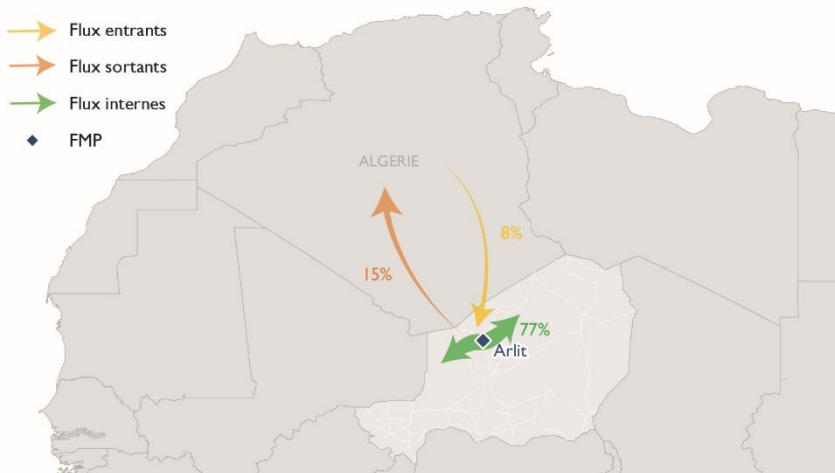 Flux entrants
Flux sortants
Flux internes
FMP
ALGERIE
8%
15%
77%
Arlit